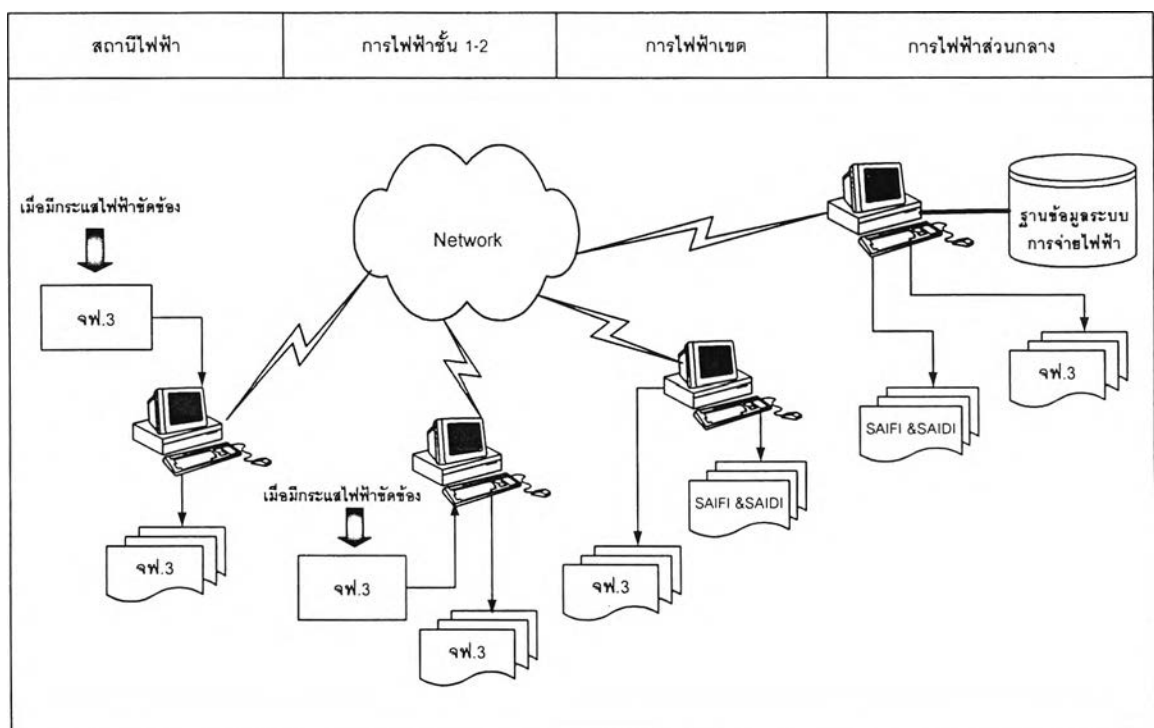 สถานีไฟฟ้า
การไฟฟ้าชั้น 1-2
การไฟฟ้าเขต
การไฟฟ้าส่วนกลาง
เมื่อมีกระแสไฟฟ้าขัดข้อง
จฟ.3
Network
ฐานข้อมูลระบบ
การจ่ายไฟฟ้า
จฟ.3
SAIFI &SAIDI
จฟ.3
เมื่อมีกระแสไฟฟ้าขัดข้อง
จฟ.3
จฟ.3
จฟ.3
SAIFI &SAIDI